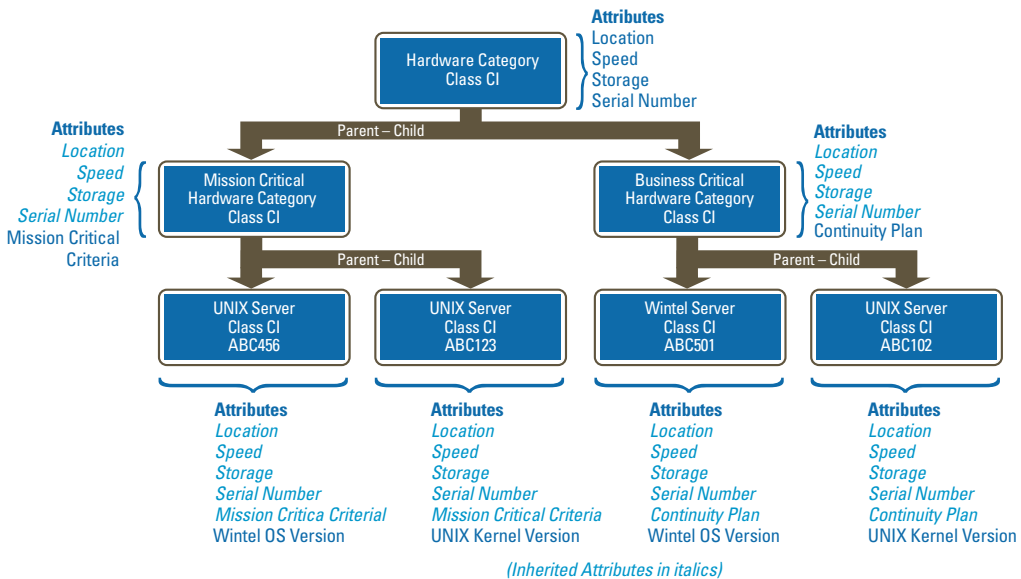 Attributes
Location
Speed
Storage
Serial Number
Hardware Category
Class CI
Parent – Child
Attributes
Location
Speed
Storage
Serial Number
Mission Critical
Criteria
Mission Critical
Hardware Category
Class CI
Business Critical
Hardware Category
Class CI
Attributes
Location
Speed
Storage
Serial Number
Continuity Plan
Parent – Child
Parent – Child
UNIX Server
Class CI
ABC456
UNIX Server
Class CI
ABC123
Wintel Server
Class CI
ABC501
UNIX Server
Class CI
ABC102
Attributes
Location
Speed
Storage
Serial Number
Mission Critica Criterial
Wintel OS Version
Attributes
Location
Speed
Storage
Serial Number
Mission Critical Criteria
UNIX Kernel Version
Attributes
Location
Speed
Storage
Serial Number
Continuity Plan
Wintel OS Version
Attributes
Location
Speed
Storage
Serial Number
Continuity Plan
UNIX Kernel Version
(Inherited Attributes in italics)